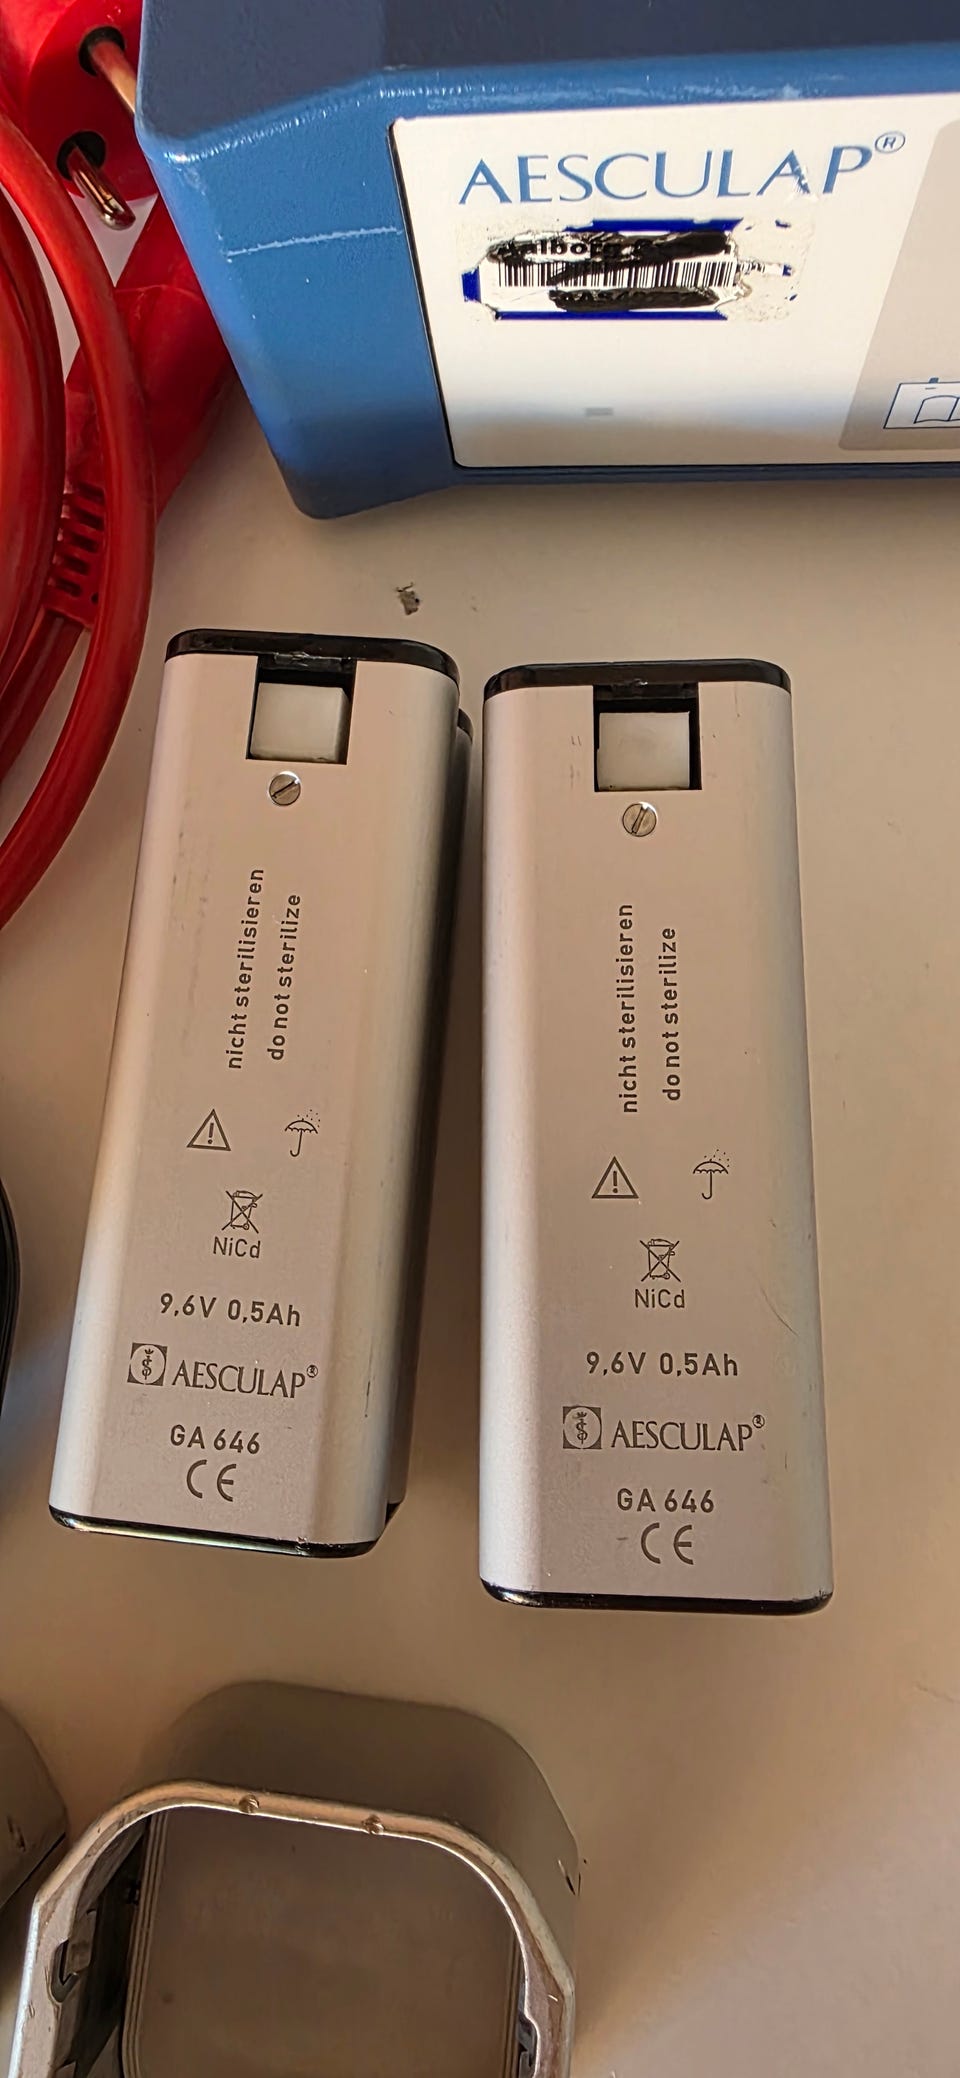 AESCULAP®
nicht sterilisieren
do not sterilize
NiCd
9,6V 0,5Ah
AESCULAP®
GA 646
CE
nicht sterilisieren
do not sterilize
NiCd
9,6V 0,5Ah
AESCULAP®
GA 646
CE